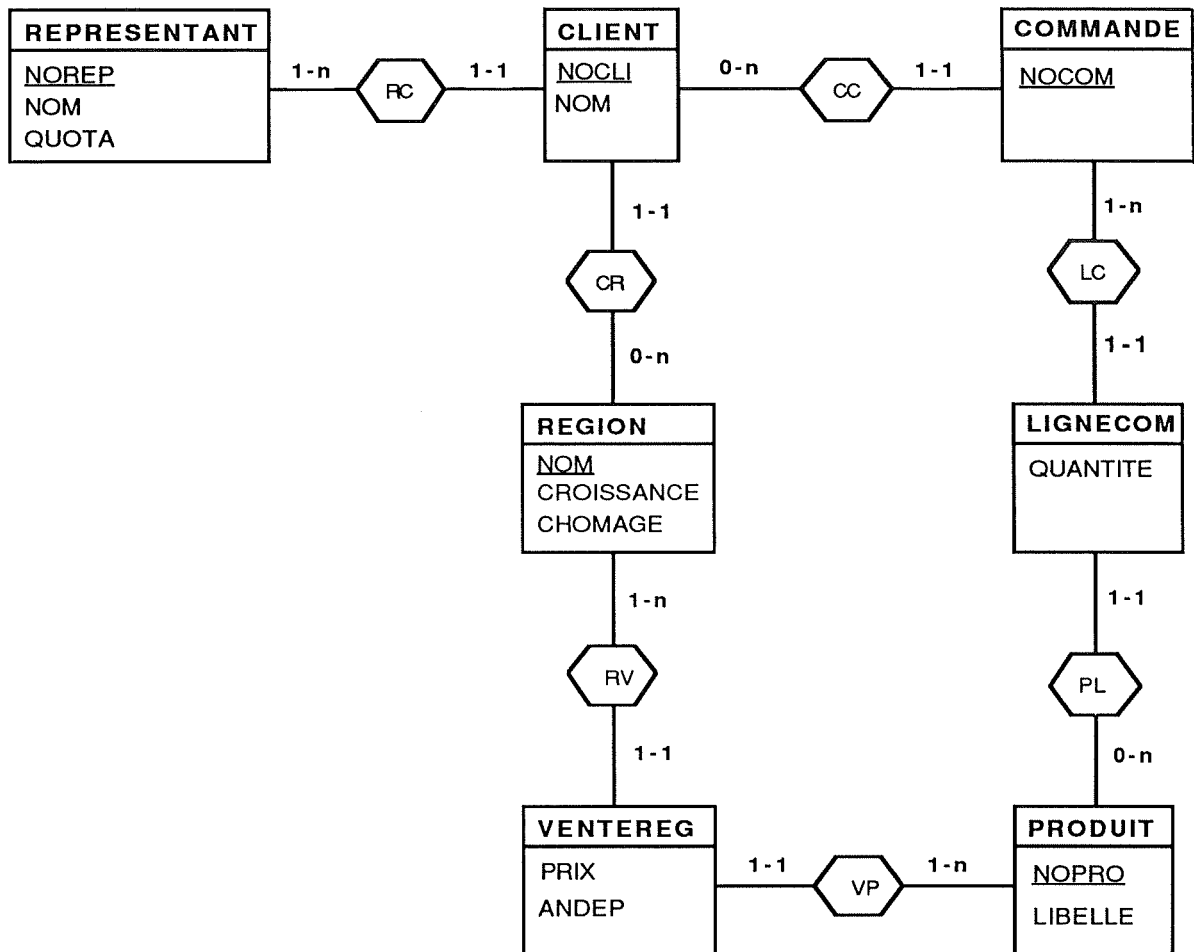 REPRESENTANT
NOREP
NOM
QUOTA
1-n
RC
1-1
CLIENT
NOCLI
NOM
0-n
CC
1-1
COMMANDE
NOCOM
1-1
CR
0-n
1-n
LC
1-1
REGION
NOM
CROISSANCE
CHOMAGE
LIGNECOM
QUANTITE
1-n
RV
1-1
1-1
PL
0-n
VENTEREG
PRIX
ANDEP
1-1
VP
1-n
PRODUIT
NOPRO
LIBELLE